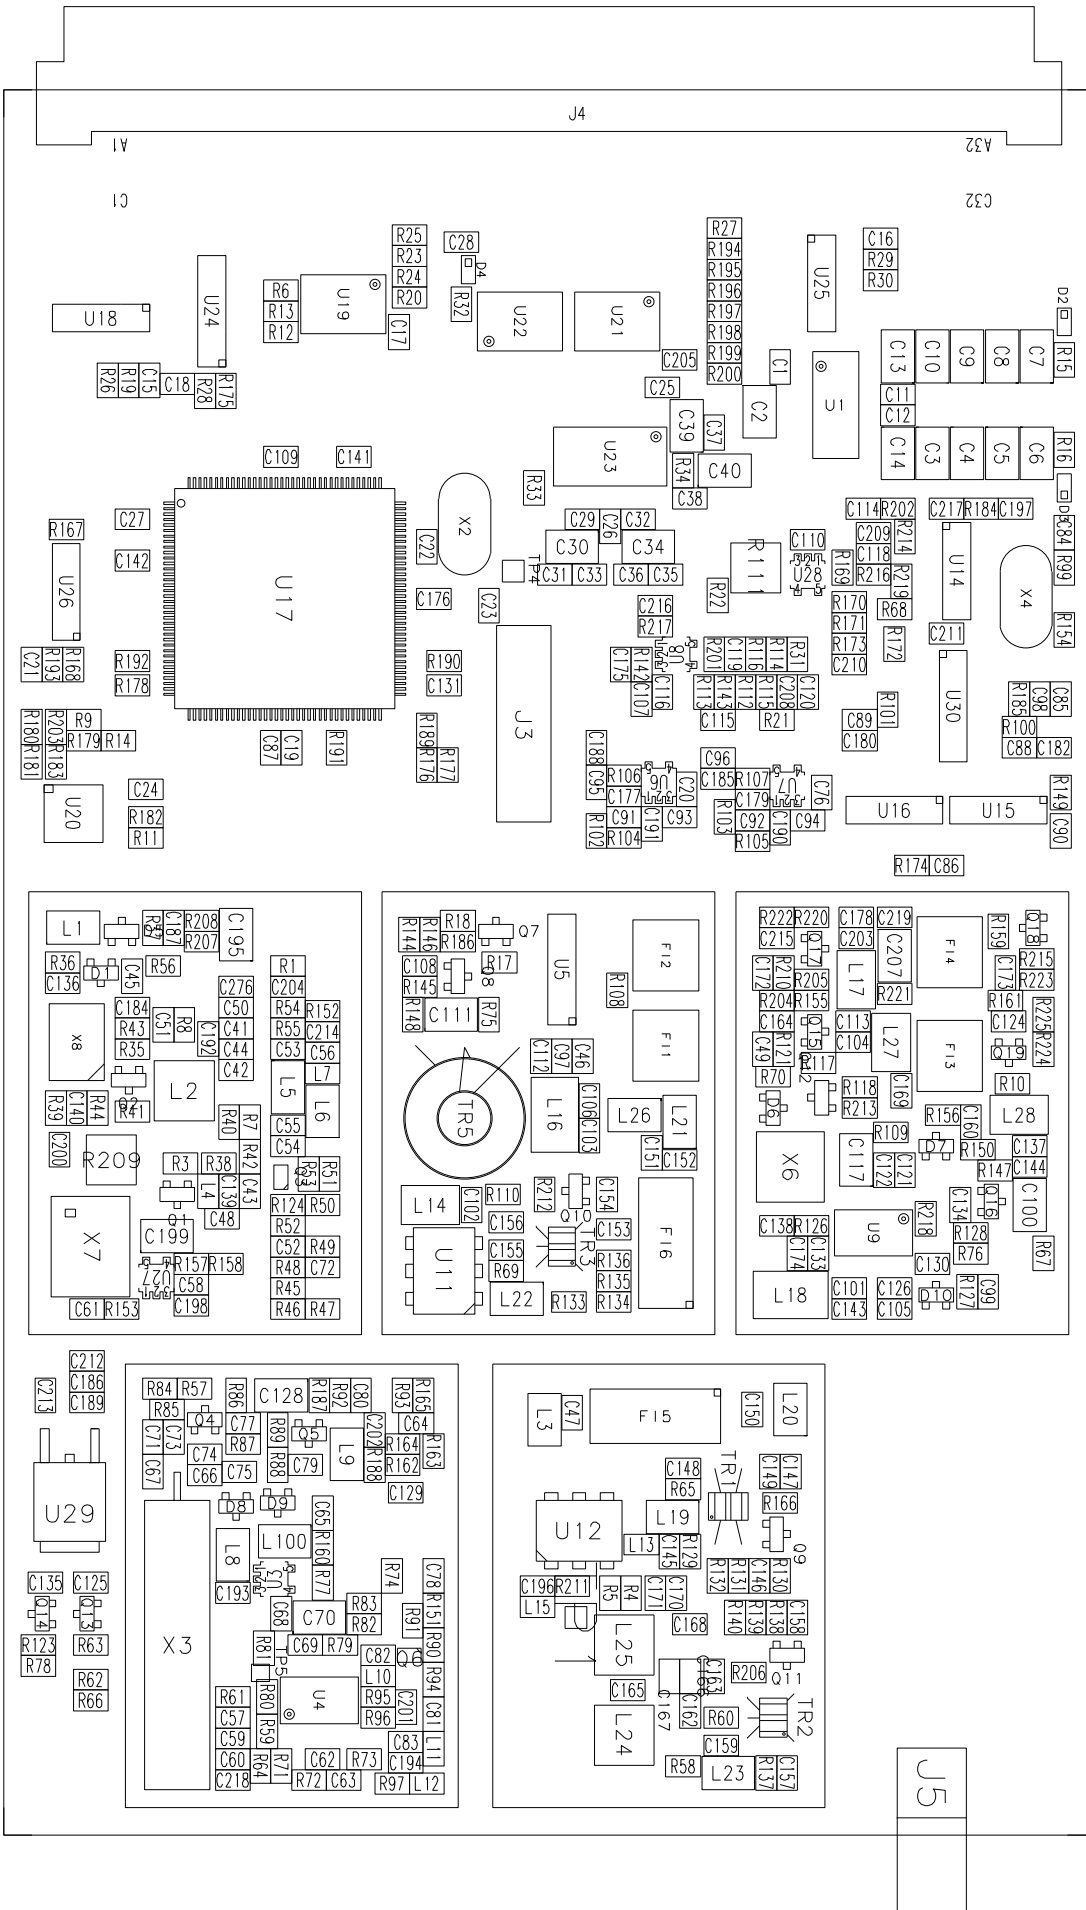 J4
A1 A32
C1 C32
R25 R23 R24 R20
C28 D4 R32
R27 R194 R195 R196 R197 R198 R199 R200
U25
C16 R29 R30
U18 U24
R6 R13 R12
U19 C17
U22 U21
C205 C25
C1 C2 U1
D2 R15
C13 C10 C9 C8 C7
C11 C12
C14 C3 C4 C5 C6
R16
R26 R19 C15 C18 R28 R175
C109 C141
U23 C39 C37 R34 C40 C38
R33
X2
C29 C26 C32
C30 C34
C31 C33 C36 C35
TP4
R111 C110 U28 R169
C114 R202 C209 C118 R216 R214 R219 R68
C217 R184 C197
U14 X4
C84 R99 R154
R167 C27 C142
U26 U17
C22 C176 C23
R22 C216 R217
R170 R171 R173 C210
R172 C211
C21 R193 R168 R192 R178
R190 C131
J3
C175 R142 C107 U8 C116
R201 C119 R116 R114 R31
R113 R143 R112 R115 C208 C120
C115 R21
R101 C89 C180
U30
R185 C98 C85 R100 C88 C182
R180 R203 R9 R179 R14
R181 R183
C87 C19 R191
R189 R176 R177
C188 C95 R106 C177 U6 C20
R102 C91 R104 C191 C93
C96 C185 R107 C179 U7 C76
R103 C92 R105 C190 C94
U20 C24 R182 R11
U16 U15
R149 C90
R174 C86
L1 C187 R208 R207 C195
R36 C136 D1 C45 R56
R1 C204 R54 R55 C53
C276 C50 C41 C44 C42
R152 C214 C56 L7
X8 C184 R43 R35 C51 R8 C192
Q2 R41 L2 L5 L6
R39 C140 R44 C200 R209
R40 R7 R42 C55 C54
R3 R38 Q1 L4 C139 C43 C48
Q3 R53 R51
R124 R50 R52 C52 R49 R48 C72 R45 R46 R47
X7 C199 R157 R158 U27 C58 C198
C61 R153
R144 R146 R18 R186 Q7
C108 R145 Q8 R17
R148 C111 R75
U5 R108 F12 F11
TR5
C112 C97 C46
L16 C106 C103 L26 L21 C151 C152
L14 C102 R110 C156 C155 R69
R212 Q10 C154 TR3
C153 R136 R135 R134
U11 L22 R133 F16
R222 R220 C215 Q17
C178 C219 C203 L17 C207 F14
R159 Q18 R215 R223 C173
C172 R210 R205 R204 R155 R221
C164 Q15 C113 C104 L27 F13
R161 C124 R225 R224 Q19
C49 R121 R117 R70 D6
R118 R213 C169 R10 L28
R156 C160 R150 D7 R109
X6 C117 C122 C121
C137 C144 R147 Q16 C100
C138 R126 C174 C133 U9 R218
C134 R128 R76 R67 C130
L18 C101 C143 C126 C105 D10 R127 C99
C212 C186 C189 C213
U29
C135 C125 Q14 Q13
R123 R63 R78 R62 R66
R84 R57 R85 R86 C128 R187 R92 C80 R93 R165
Q4 C77 R87 R89 Q5 C202 C64 R164 R162 R163
C71 C73 C74 C66 C67 C75 R88 C79 L9 R188 C129
D8 D9 C65
L8 L100 R160 R77
C193 U3 R74 C78
X3 C68 C70 R83 R82 R91 R151
R81 C69 R79 TP5 C82 Q6 R90
L10 R94
R61 R80 U4 R95 R96 C201 C81
C57 C59 R59 C83 L11
C60 R64 R71 C62 R73 C194
C218 R72 C63 R97 L12
L3 C47 F15 C150 L20
C148 R65 TR1 C149 C147
U12 L19 R166
L13 C145 R129 Q9
C196 R211 L15 R5 R4 C171 C170
R132 R131 C146 R130
R140 R139 R138 C158
L25 C168
C163 R206 Q11
C165 C167 C162 R60 TR2
L24 C159
R58 L23 R137 C157
J5